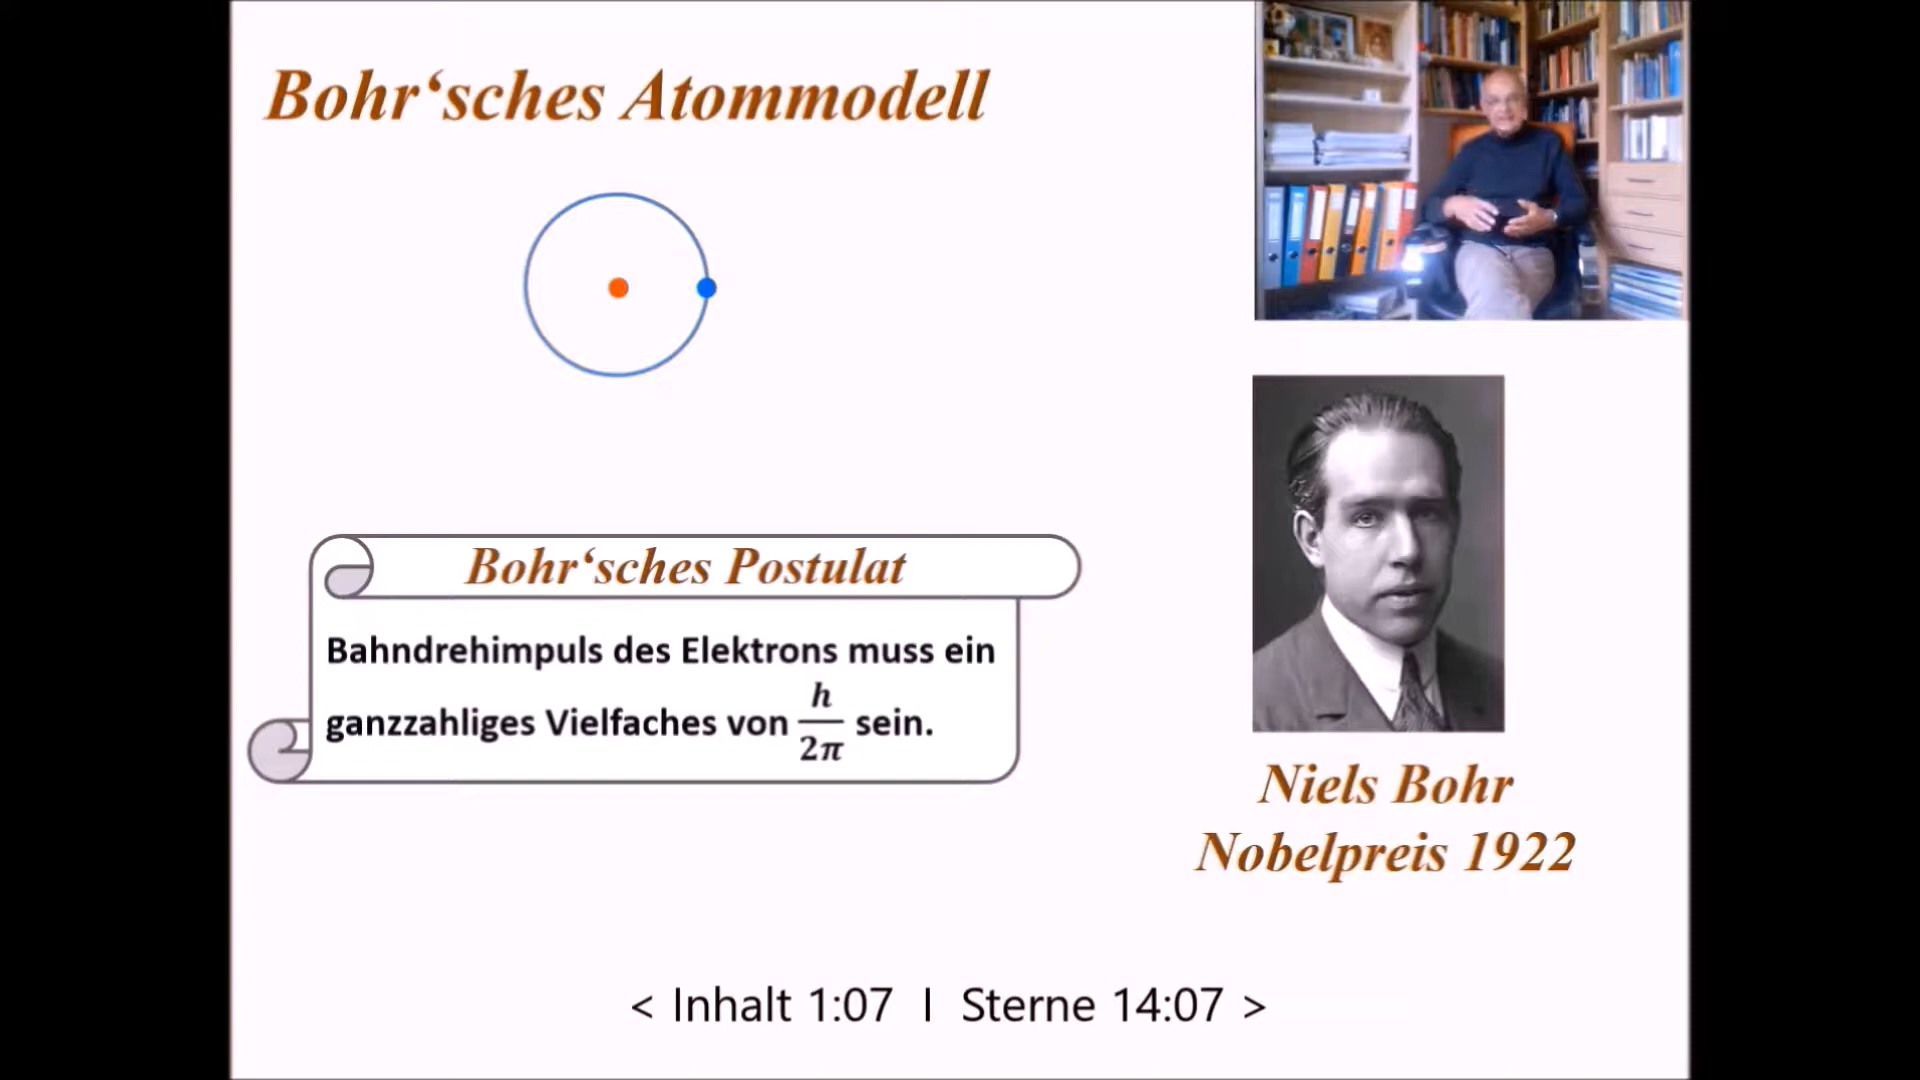 Bohr‘sches Atommodell
Bohr‘sches Postulat
Bahndrehimpuls des Elektrons muss ein
ganzzahliges Vielfaches von h/2π sein.
Niels Bohr
Nobelpreis 1922
< Inhalt 1:07 I Sterne 14:07 >